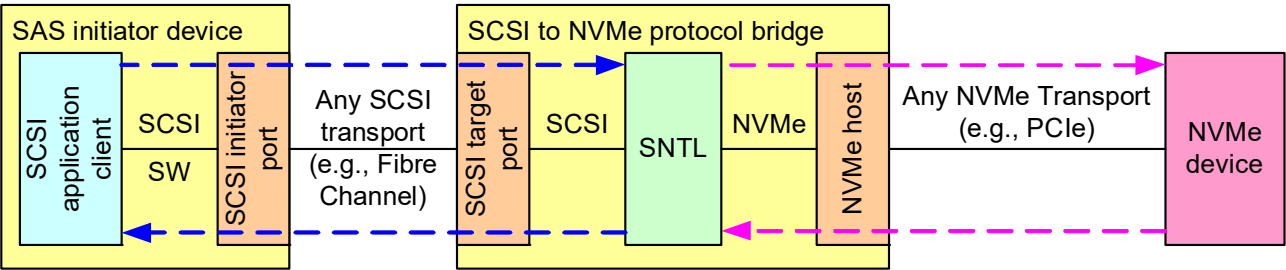 SAS initiator device
SCSI
application
client
SCSI
SW
SCSI initiator
port
Any SCSI
transport
(e.g., Fibre
Channel)
SCSI to NVMe protocol bridge
SCSI target
port
SCSI
SNTL
NVMe
NVMe host
Any NVMe Transport
(e.g., PCIe)
NVMe
device